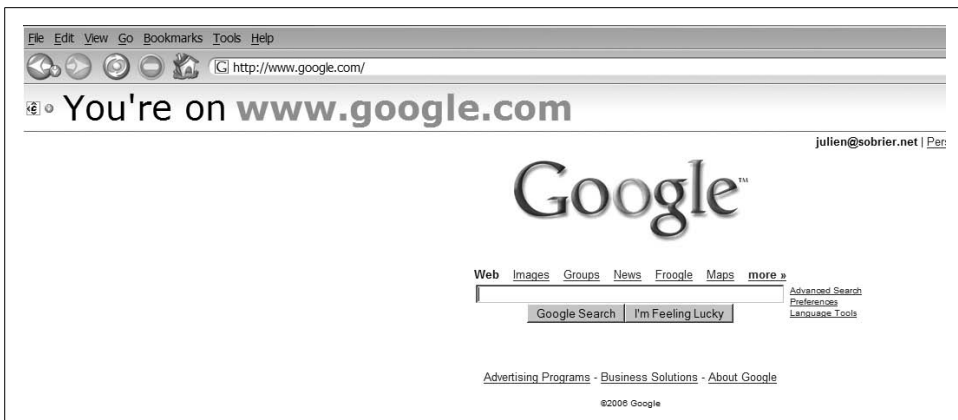 File Edit View Go Bookmarks Tools Help
G http://www.google.com/
You're on www.google.com
julien@sobrier.net | Pers
Google™
Web Images Groups News Froogle Maps more »
Advanced Search
Preferences
Language Tools
Google Search I'm Feeling Lucky
Advertising Programs - Business Solutions - About Google
©2006 Google